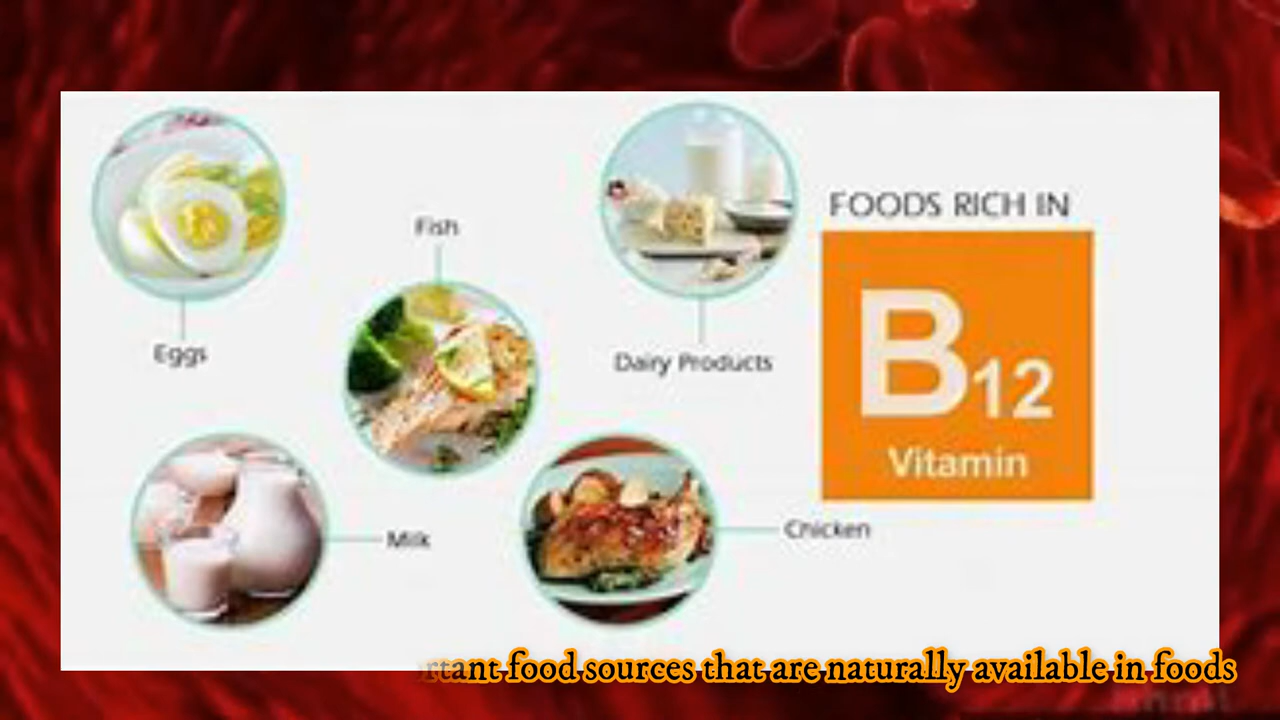 FOODS RICH IN
B12
Vitamin
Eggs
Fish
Dairy Products
Milk
Chicken
food sources that are naturally available in foods